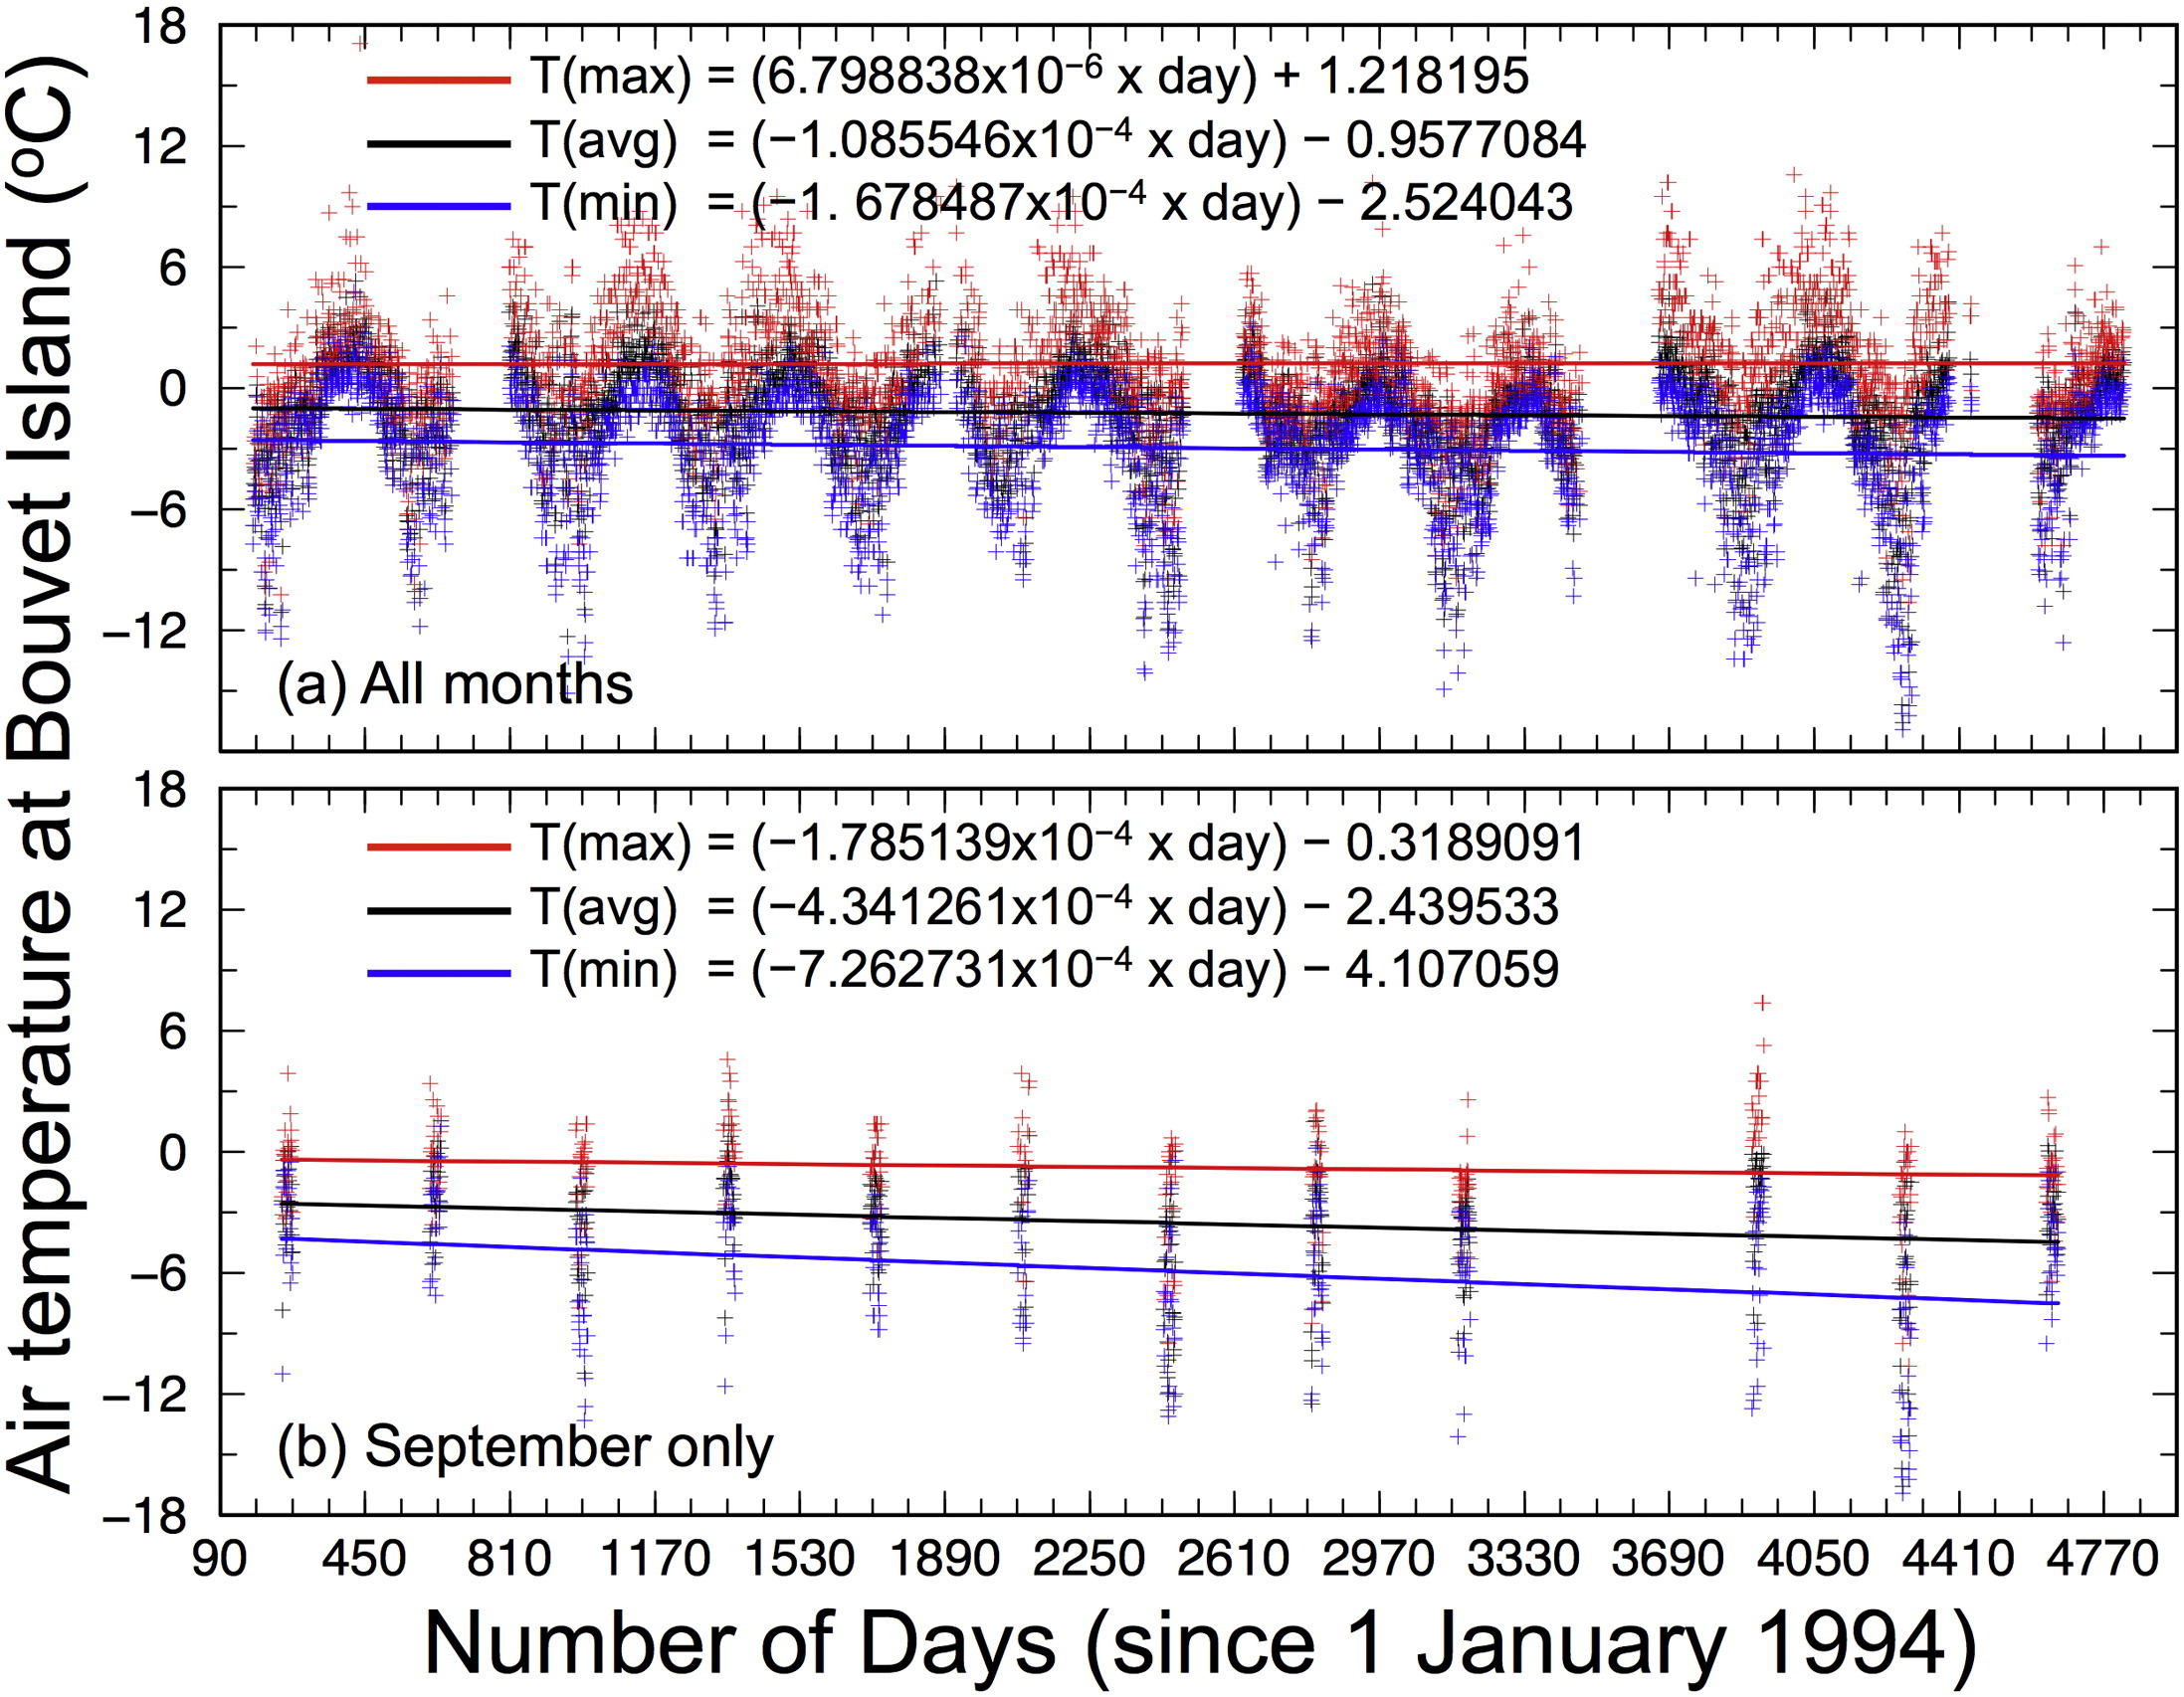 Air temperature at Bouvet Island (°C)
18
T(max) = (6.798838x10⁻⁶ x day) + 1.218195
12
T(avg) = (−1.085546x10⁻⁴ x day) − 0.9577084
T(min) = (−1. 678487x10⁻⁴ x day) − 2.524043
6
0
−6
−12
(a) All months
18
T(max) = (−1.785139x10⁻⁴ x day) − 0.3189091
12
T(avg) = (−4.341261x10⁻⁴ x day) − 2.439533
T(min) = (−7.262731x10⁻⁴ x day) − 4.107059
6
0
−6
−12
(b) September only
−18
90 450 810 1170 1530 1890 2250 2610 2970 3330 3690 4050 4410 4770
Number of Days (since 1 January 1994)